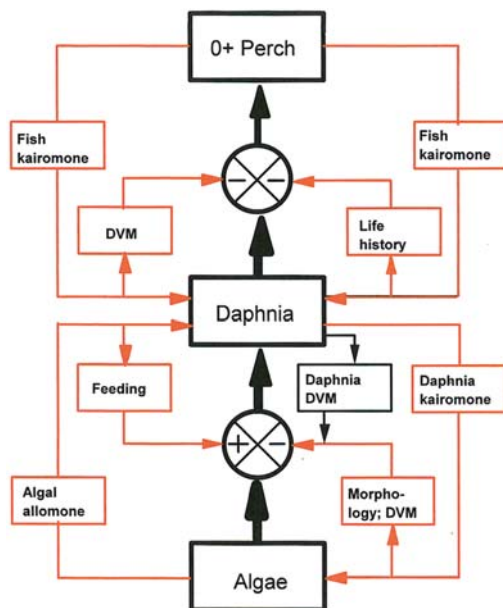 0+ Perch
Fish
kairomone
Fish
kairomone
− −
DVM
Life
history
Daphnia
Feeding
Daphnia
DVM
Daphnia
kairomone
+ −
Algal
allomone
Morpho-
logy; DVM
Algae